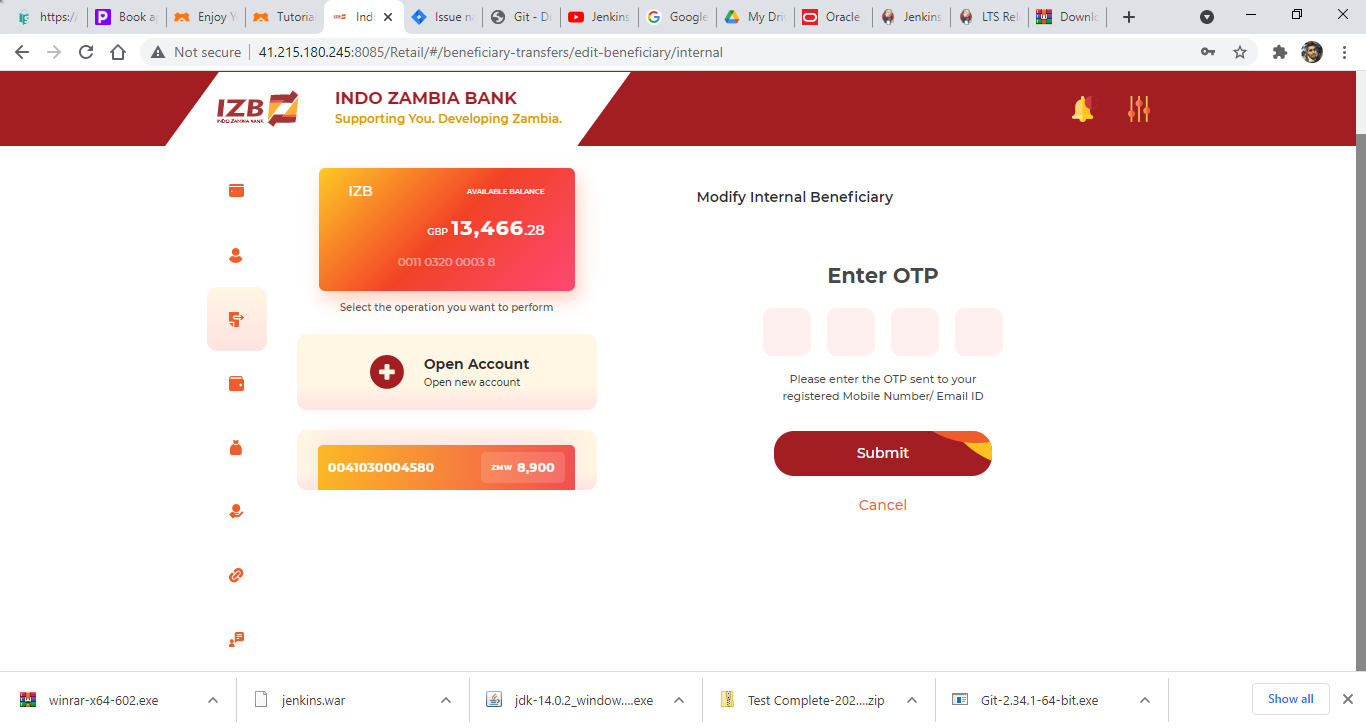 https:/
Book a
Enjoy Y
Tutoria
Ind
Issue n
Git - D
Jenkins
Google
My Dri
Oracle
Jenkins
LTS Rel
Downlo
Not secure
41.215.180.245:8085/Retail/#/beneficiary-transfers/edit-beneficiary/internal
IZB
INDO ZAMBIA BANK
INDO ZAMBIA BANK
Supporting You. Developing Zambia.
IZB
AVAILABLE BALANCE
GBP 13,466.28
0011 0320 0003 8
Select the operation you want to perform
Open Account
Open new account
0041030004580
ZMW 8,900
Modify Internal Beneficiary
Enter OTP
Please enter the OTP sent to your
registered Mobile Number/ Email ID
Submit
Cancel
winrar-x64-602.exe
jenkins.war
jdk-14.0.2_window....exe
Test Complete-202....zip
Git-2.34.1-64-bit.exe
Show all